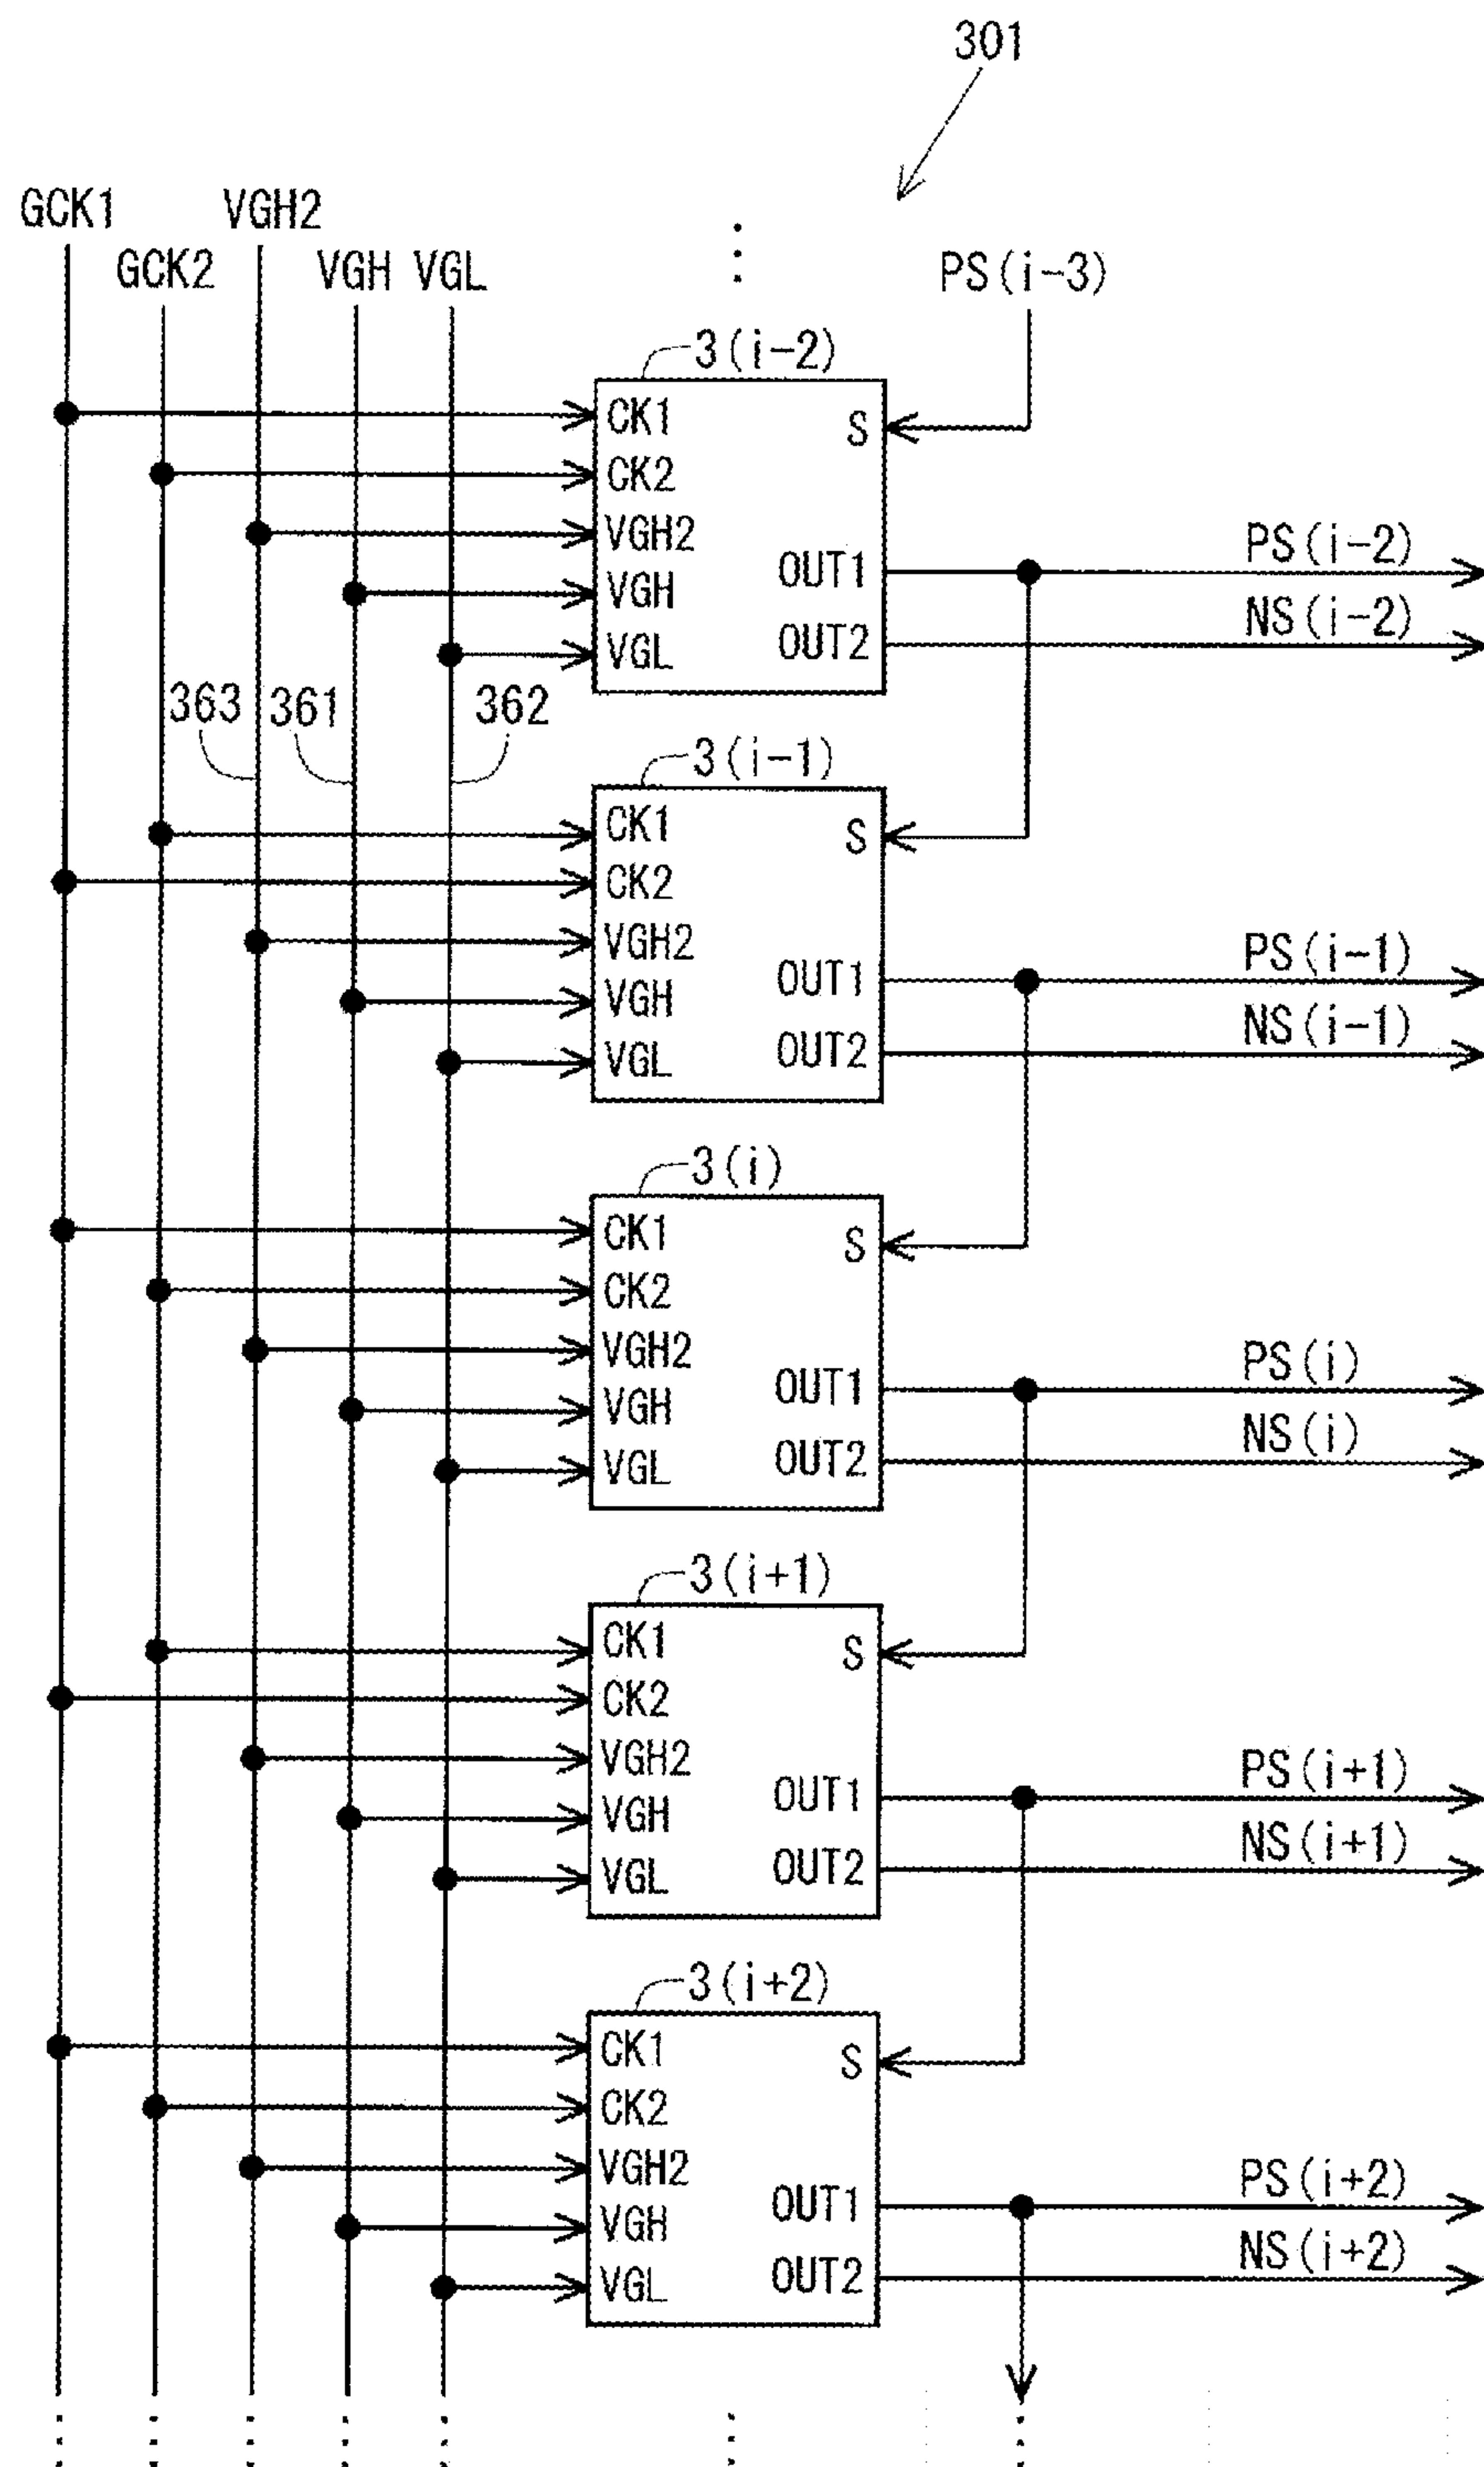 301
GCK1 VGH2
GCK2 VGH VGL PS(i-3)
3(i-2)
CK1 S
CK2
VGH2
OUT1 PS(i-2)
VGH
OUT2 NS(i-2)
VGL
363 361 362
3(i-1)
CK1 S
CK2
VGH2
OUT1 PS(i-1)
VGH
OUT2 NS(i-1)
VGL
3(i)
CK1 S
CK2
VGH2
OUT1 PS(i)
VGH
OUT2 NS(i)
VGL
3(i+1)
CK1 S
CK2
VGH2
OUT1 PS(i+1)
VGH
OUT2 NS(i+1)
VGL
3(i+2)
CK1 S
CK2
VGH2
OUT1 PS(i+2)
VGH
OUT2 NS(i+2)
VGL